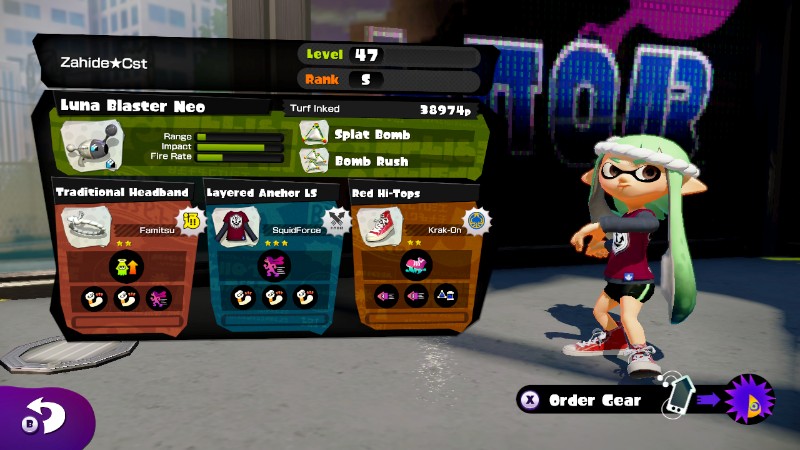 Zahide★Cst
Level 47
Rank S
Luna Blaster Neo
Turf Inked 38974p
Range
Impact
Fire Rate
Splat Bomb
Bomb Rush
Traditional Headband
Layered Anchor LS
Red Hi-Tops
Famitsu
SquidForce
Krak-On
X Order Gear
B
TOR